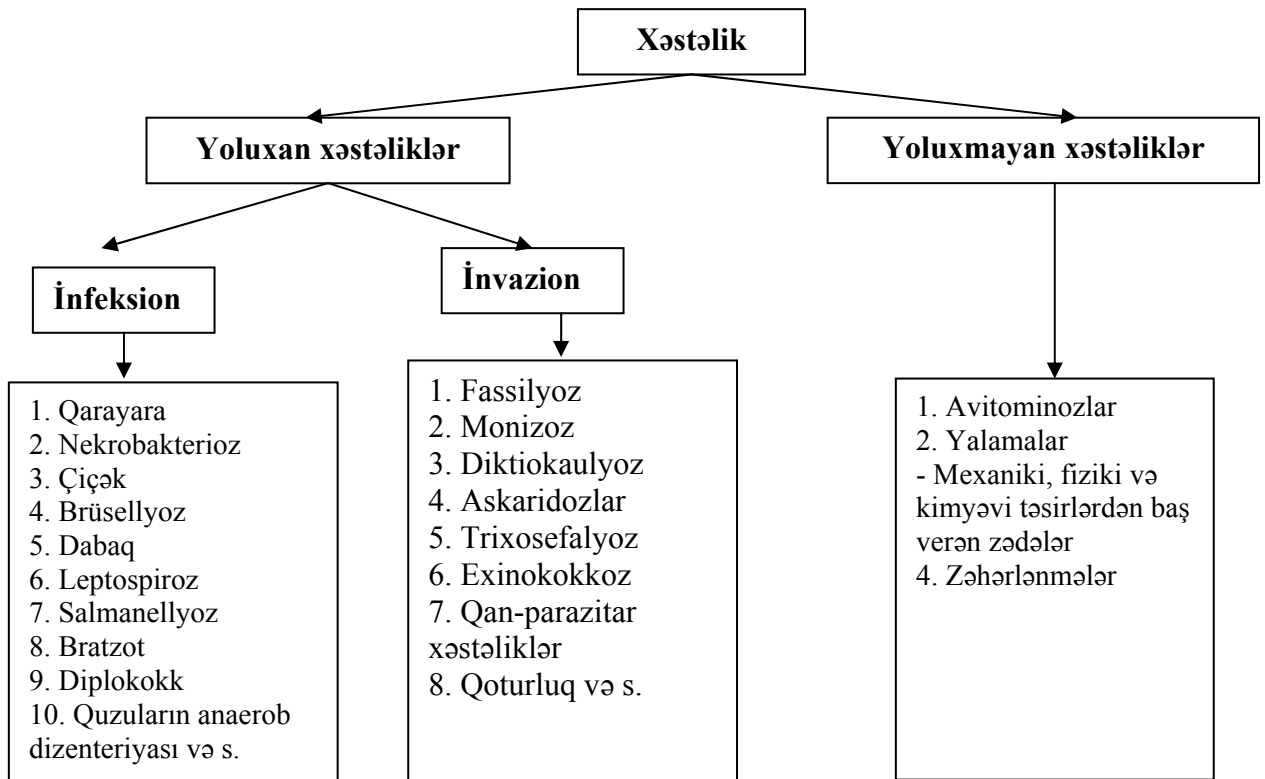 Xəstəlik
Yoluxan xəstəliklər
Yoluxmayan xəstəliklər
İnfeksion
İnvazion
1. Qarayara
2. Nekrobakterioz
3. Çiçək
4. Brüsellyoz
5. Dabaq
6. Leptospiroz
7. Salmanellyoz
8. Bratzot
9. Diplokokk
10. Quzuların anaerob
dizenteriyası və s.
1. Fassilyoz
2. Monizoz
3. Diktiokaulyoz
4. Askaridozlar
5. Trixosefalyoz
6. Exinokokkoz
7. Qan-parazitar
xəstəliklər
8. Qoturluq və s.
1. Avitominozlar
2. Yalamalar
- Mexaniki, fiziki və
kimyəvi təsirlərdən baş
verən zədələr
4. Zəhərlənmələr